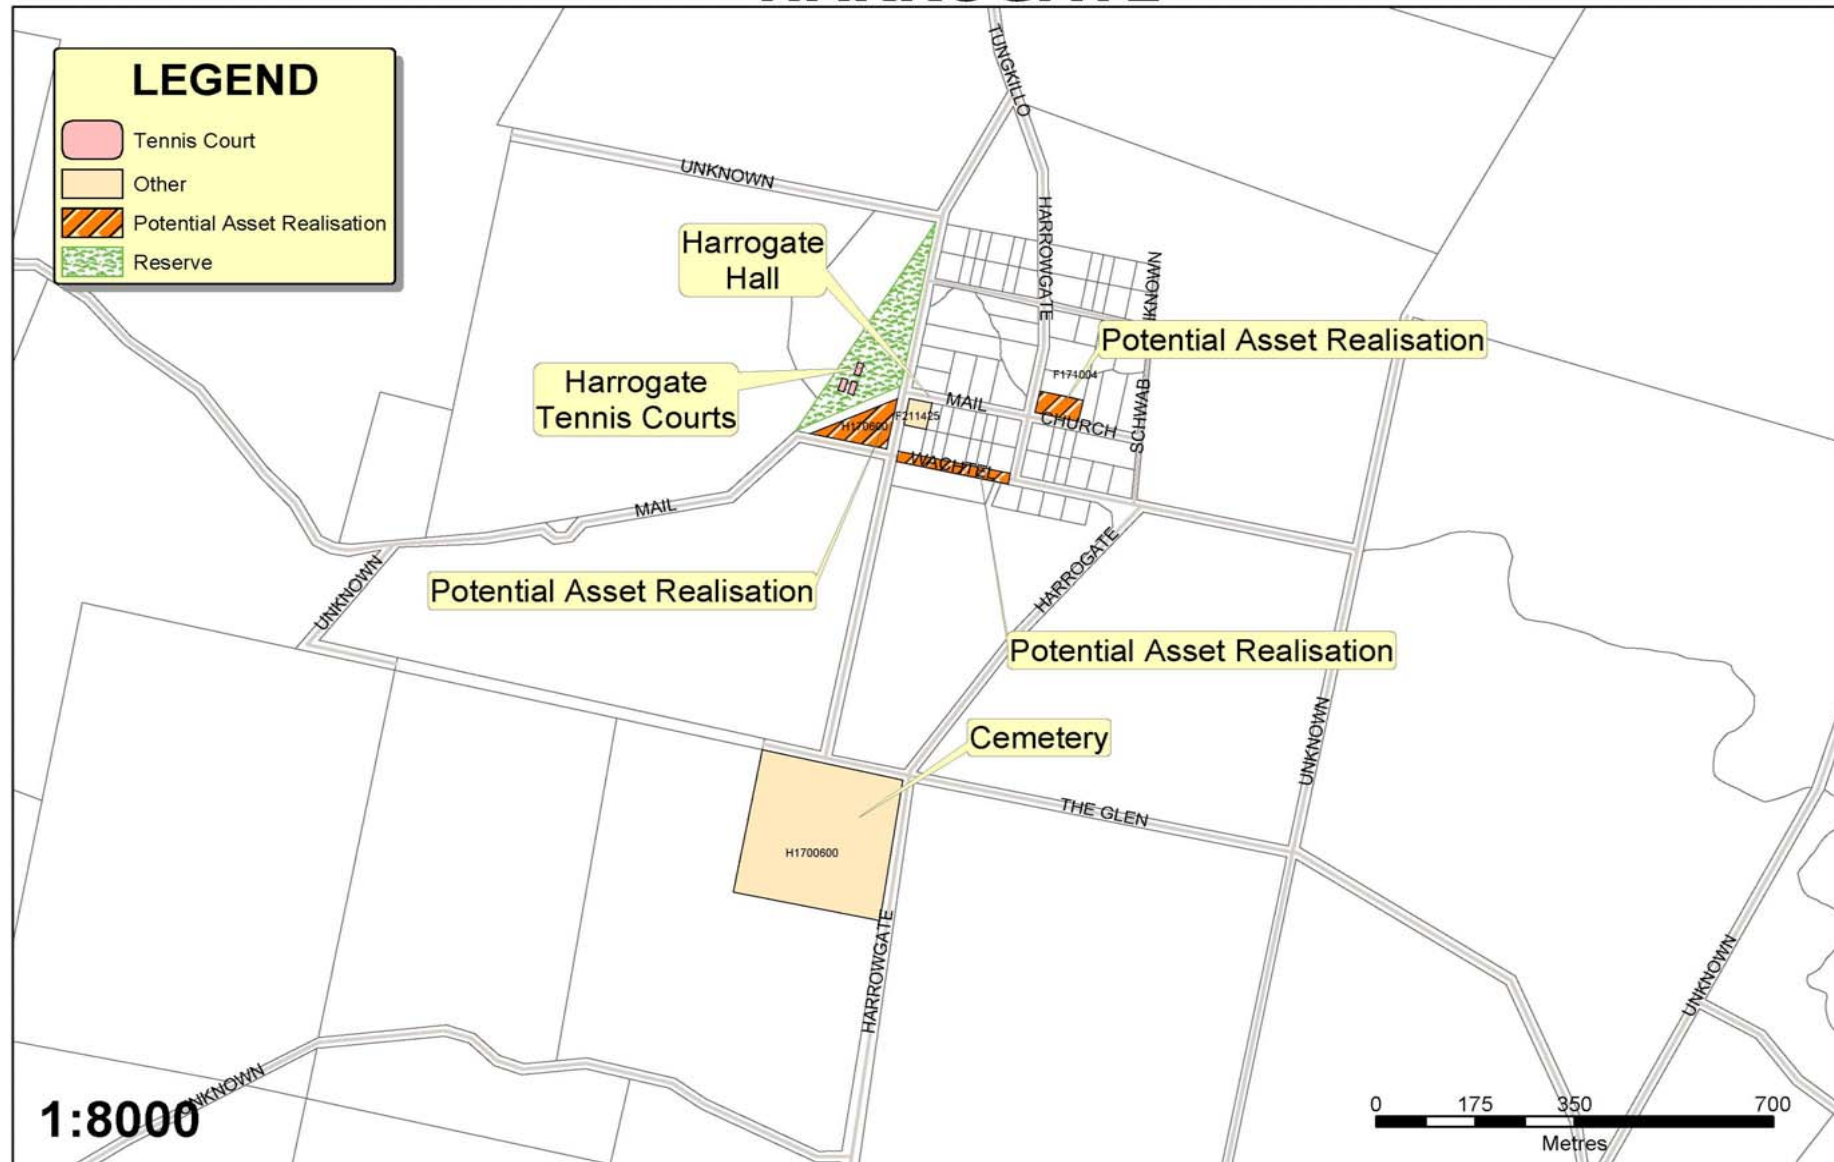 LEGEND
Tennis Court
Other
Potential Asset Realisation
Reserve
TUNGKILLO
UNKNOWN
HARROWGATE
UNKNOWN
Harrogate
Hall
Potential Asset Realisation
F171004
Harrogate
Tennis Courts
MAIL
CHURCH
SCHWAB
F211425
WACHTEL
MAIL
UNKNOWN
HARROGATE
Potential Asset Realisation
Potential Asset Realisation
UNKNOWN
Cemetery
THE GLEN
H1700600
HARROWGATE
UNKNOWN
UNKNOWN
1:8000
0 175 350 700
Metres